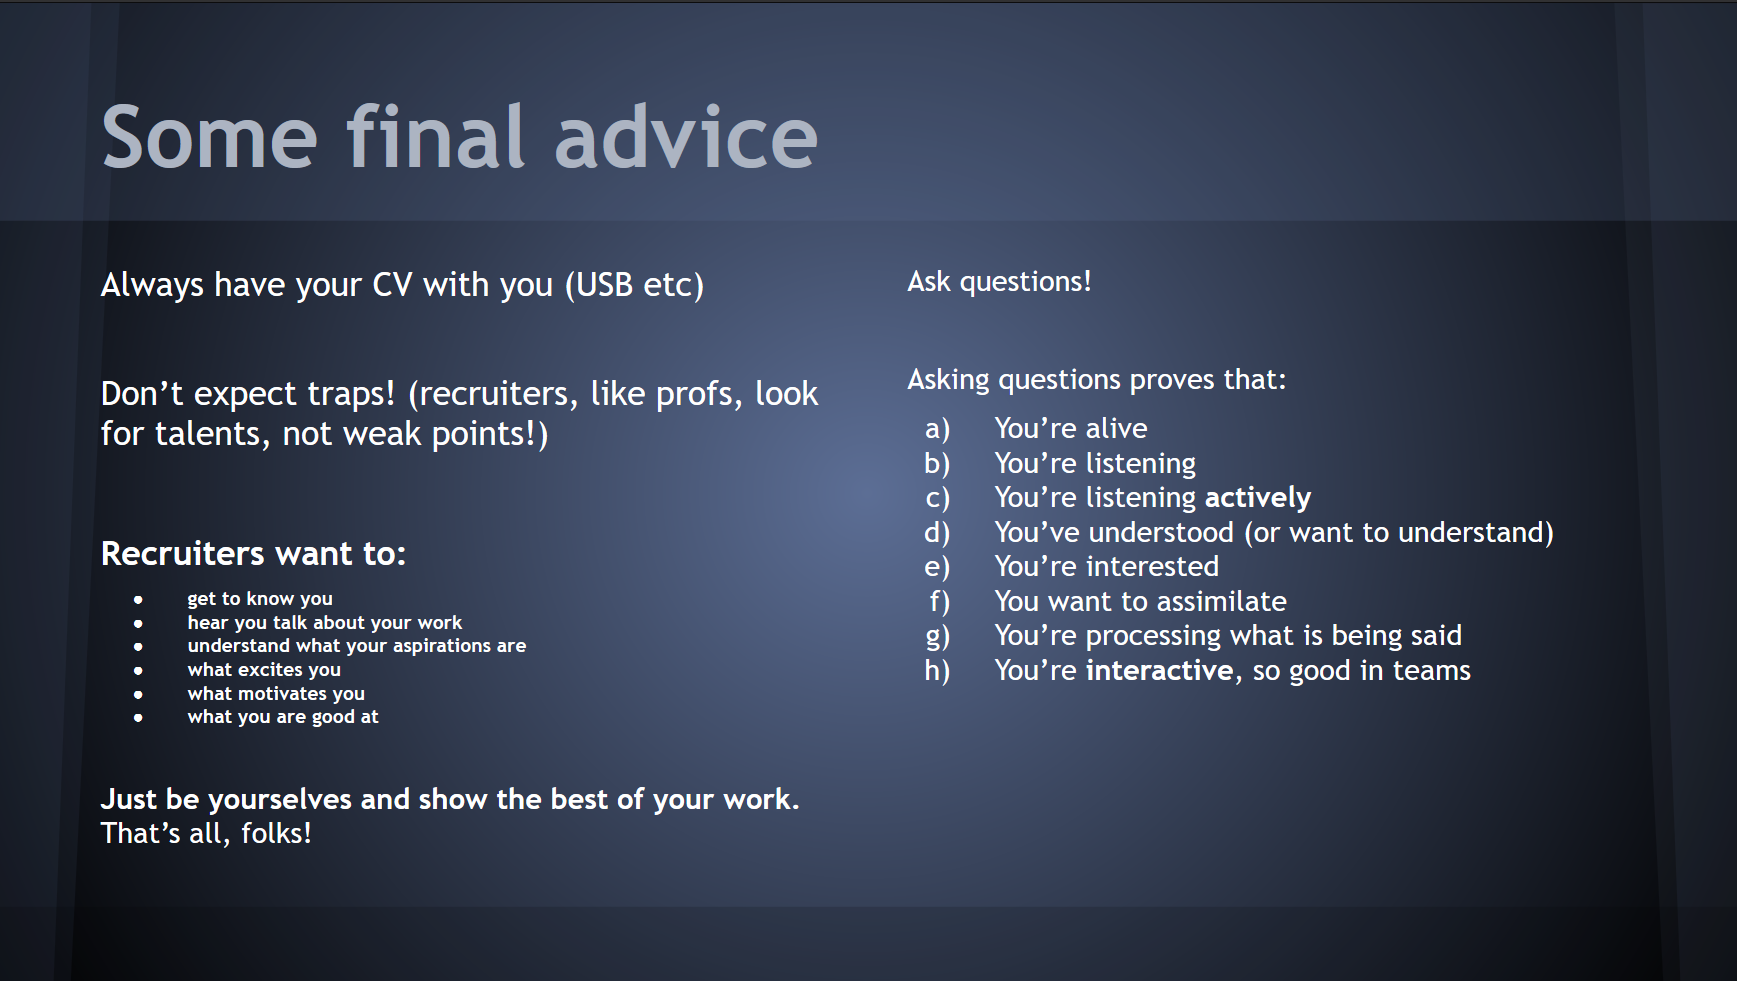 Some final advice
Always have your CV with you (USB etc)
Don’t expect traps! (recruiters, like profs, look
for talents, not weak points!)
Recruiters want to:
● get to know you
● hear you talk about your work
● understand what your aspirations are
● what excites you
● what motivates you
● what you are good at
Just be yourselves and show the best of your work.
That’s all, folks!
Ask questions!
Asking questions proves that:
a) You’re alive
b) You’re listening
c) You’re listening actively
d) You’ve understood (or want to understand)
e) You’re interested
f) You want to assimilate
g) You’re processing what is being said
h) You’re interactive, so good in teams